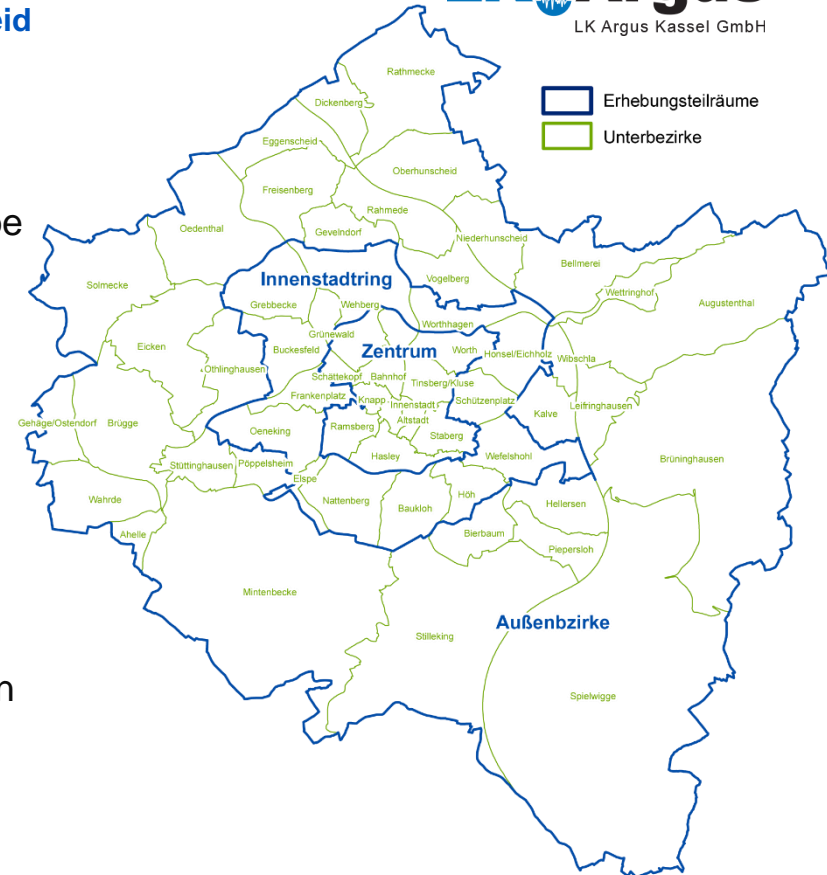 eid
LK Argus
LK Argus Kassel GmbH
Erhebungsteilräume
Unterbezirke
be
n
Rathmecke
Dickenberg
Eggenscheid
Oberhunscheid
Freisenberg
Rahmede
Oedenthal
Gevelndorf
Niederhunscheid
Bellmerei
Innenstadtring
Vogelberg
Solmecke
Wettringhof
Augustenthal
Grebbecke
Wehberg
Worthhagen
Grünewald
Eicken
Buckesfeld
Zentrum
Worth
Honsel/Eichholz
Wibschla
Othlinghausen
Schättekopf
Bahnhof
Tinsberg/Kluse
Frankenplatz
Knapp
Innenstadt
Schützenplatz
Leifringhausen
Kalve
Gehäge/Ostendorf
Brügge
Oeneking
Ramsberg
Altstadt
Staberg
Stüttinghausen
Pöppelsheim
Hasley
Wefelshohl
Brüninghausen
Elspe
Wahrde
Nattenberg
Baukloh
Höh
Hellersen
Ahelle
Bierbaum
Piepersloh
Mintenbecke
Außenbzirke
Stilleking
Spielwigge